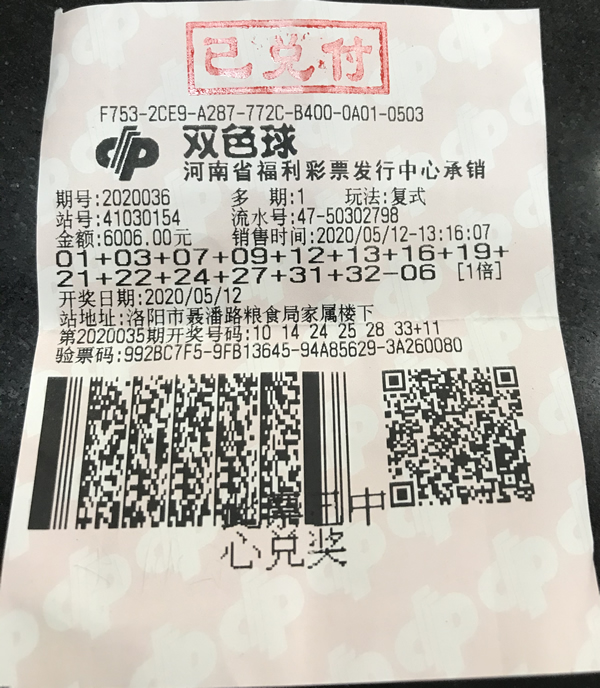 已兑付
F753-2CE9-A287-772C-B400-0A01-0503
双色球
河南省福利彩票发行中心承销
期号:2020036 多 期:1 玩法:复式
站号:41030154 流水号:47-50302798
金额:6006.00元 销售时间:2020/05/12-13:16:07
01+03+07+09+12+13+16+19+
21+22+24+27+31+32-06 [1倍]
开奖日期:2020/05/12
站地址:洛阳市聂潘路粮食局家属楼下
第2020035期开奖号码:10 14 24 25 28 33+11
验票码:992BC7F5-9FB13645-94A85629-3A260080
此票已中
心兑奖